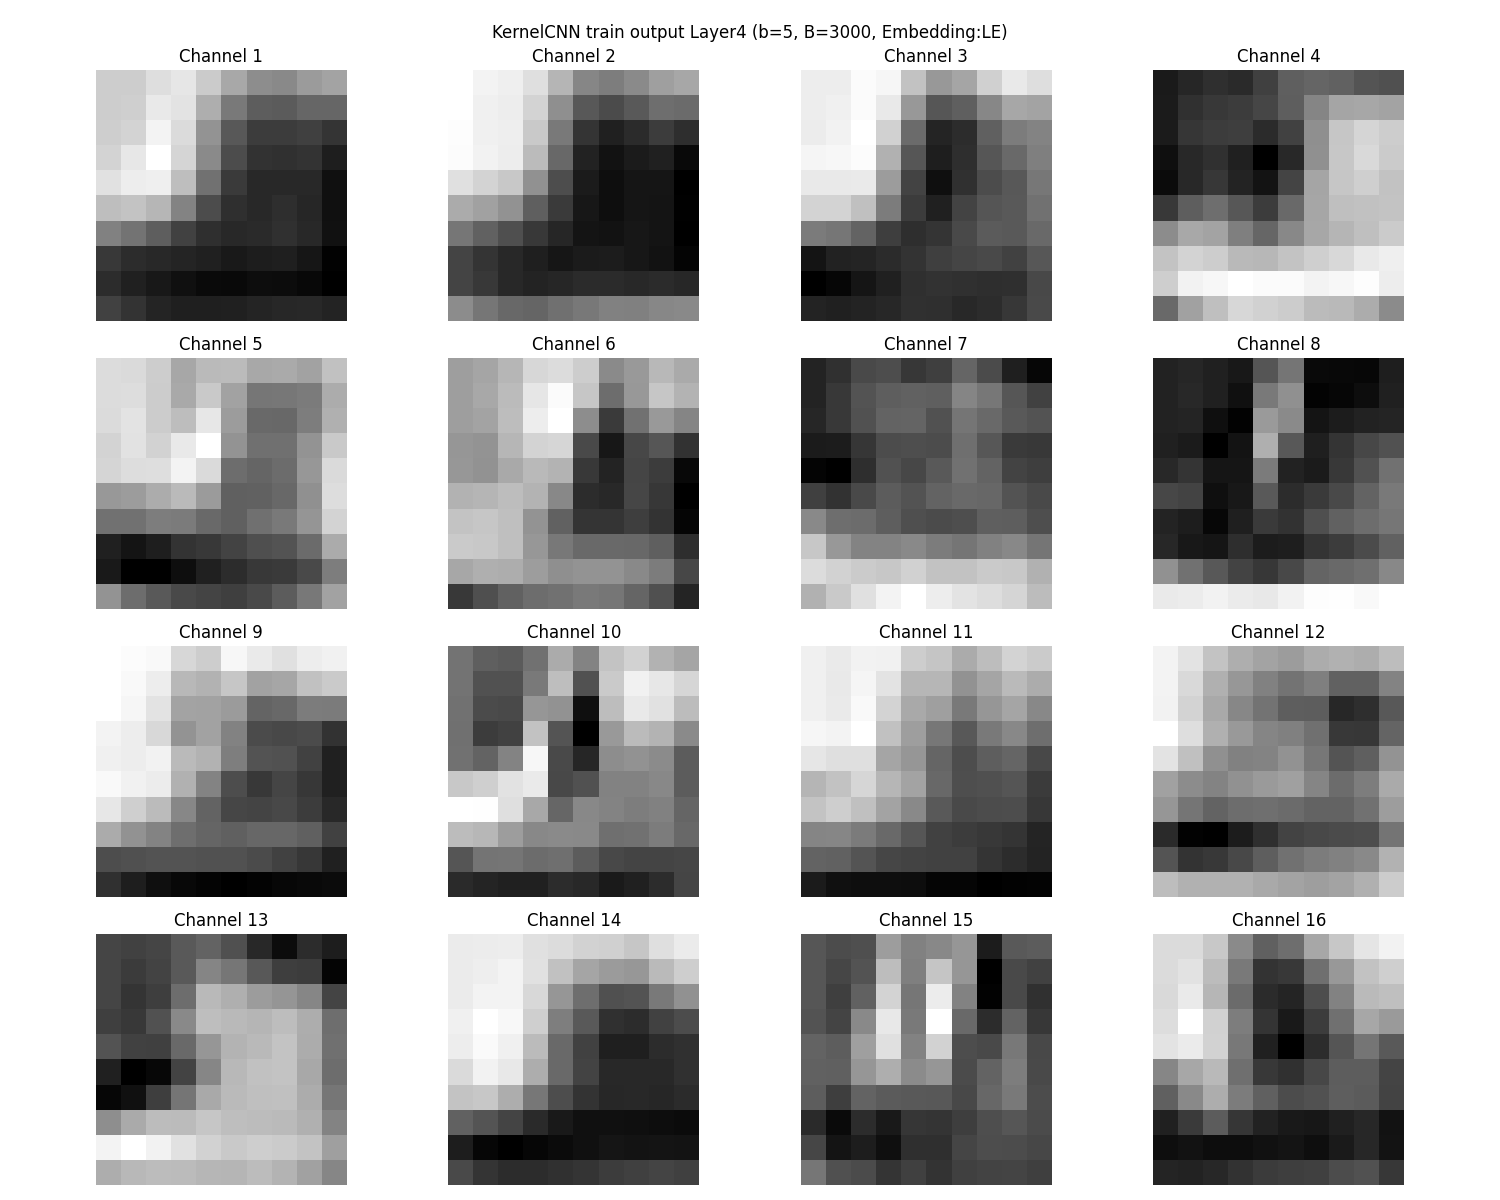 KernelCNN train output Layer4 (b=5, B=3000, Embedding:LE)
Channel 1
Channel 2
Channel 3
Channel 4
Channel 5
Channel 6
Channel 7
Channel 8
Channel 9
Channel 10
Channel 11
Channel 12
Channel 13
Channel 14
Channel 15
Channel 16